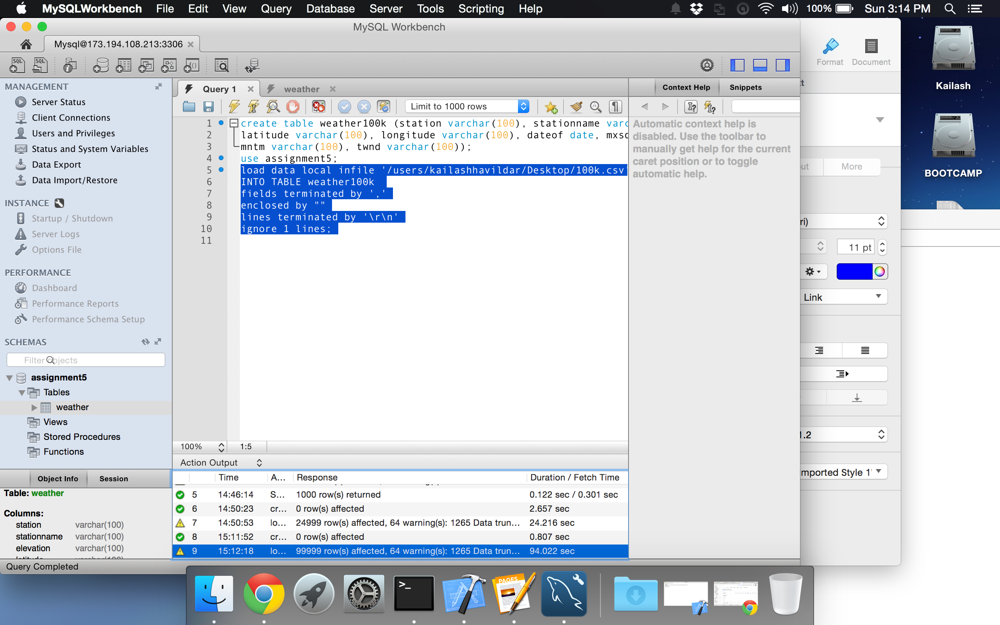 MySQLWorkbench File Edit View Query Database Server Tools Scripting Help 100% Sun 3:14 PM
MySQL Workbench
Mysql@173.194.108.213:3306
Format Document
Kailash
BOOTCAMP
MANAGEMENT
Server Status
Client Connections
Users and Privileges
Status and System Variables
Data Export
Data Import/Restore
INSTANCE
Startup / Shutdown
Server Logs
Options File
PERFORMANCE
Dashboard
Performance Reports
Performance Schema Setup
SCHEMAS
Filter objects
assignment5
Tables
weather
Views
Stored Procedures
Functions
Object Info Session
Table: weather
Columns:
station varchar(100)
stationname varchar(100)
elevation varchar(100)
Query Completed
Query 1 weather
Limit to 1000 rows
1 create table weather100k (station varchar(100), stationname varc
2 latitude varchar(100), longitude varchar(100), dateof date, mxsd
3 mntm varchar(100), twnd varchar(100));
4 use assignment5;
5 load data local infile '/users/kailashhavildar/Desktop/100k.csv'
6 INTO TABLE weather100k
7 fields terminated by ','
8 enclosed by ""
9 lines terminated by '\r\n'
10 ignore 1 lines;
11
100% 1:5
Action Output
Time A... Response Duration / Fetch Time
5 14:46:14 S... 1000 row(s) returned 0.122 sec / 0.301 sec
6 14:50:23 cr... 0 row(s) affected 2.657 sec
7 14:50:53 lo... 24999 row(s) affected, 64 warning(s): 1265 Data trun... 24.216 sec
8 15:11:52 cr... 0 row(s) affected 0.807 sec
9 15:12:18 lo... 99999 row(s) affected, 64 warning(s): 1265 Data trun... 94.022 sec
Context Help Snippets
Automatic context help is
disabled. Use the toolbar to
manually get help for the current
caret position or to toggle
automatic help.
ut More
ri)
11 pt
Link
1.2
mported Style 1
PAGES